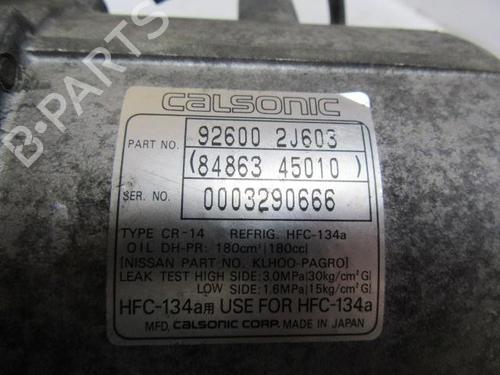 CALSONIC
PART NO. 92600 2J603
(84863 45010)
SER. NO. 0003290666
TYPE CR-14 REFRIG. HFC-134a
OIL DH-PR: 180cm³[180cc]
[NISSAN PART NO. KLH00-PAGR0]
LEAK TEST HIGH SIDE: 3.0MPa[30kg/cm²G]
LOW SIDE: 1.6MPa[15kg/cm²G]
HFC-134a用 USE FOR HFC-134a
MFD. CALSONIC CORP. MADE IN JAPAN
B-PARTS